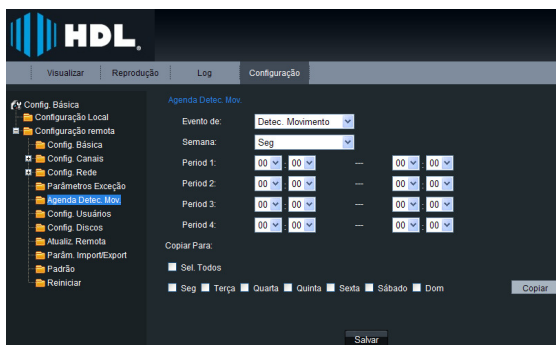 HDL.
Visualizar Reprodução Log Configuração
Config. Básica
Configuração Local
Configuração remota
Config. Básica
Config. Canais
Config. Rede
Parâmetros Exceção
Agenda Detec. Mov.
Config. Usuários
Config. Discos
Atualiz. Remota
Parâm. Import/Export
Padrão
Reiniciar
Agenda Detec. Mov.
Evento de: Detec. Movimento
Semana: Seg
Period 1: 00 : 00 --- 00 : 00
Period 2: 00 : 00 --- 00 : 00
Period 3: 00 : 00 --- 00 : 00
Period 4: 00 : 00 --- 00 : 00
Copiar Para:
Sel. Todos
Seg Terça Quarta Quinta Sexta Sábado Dom Copiar
Salvar